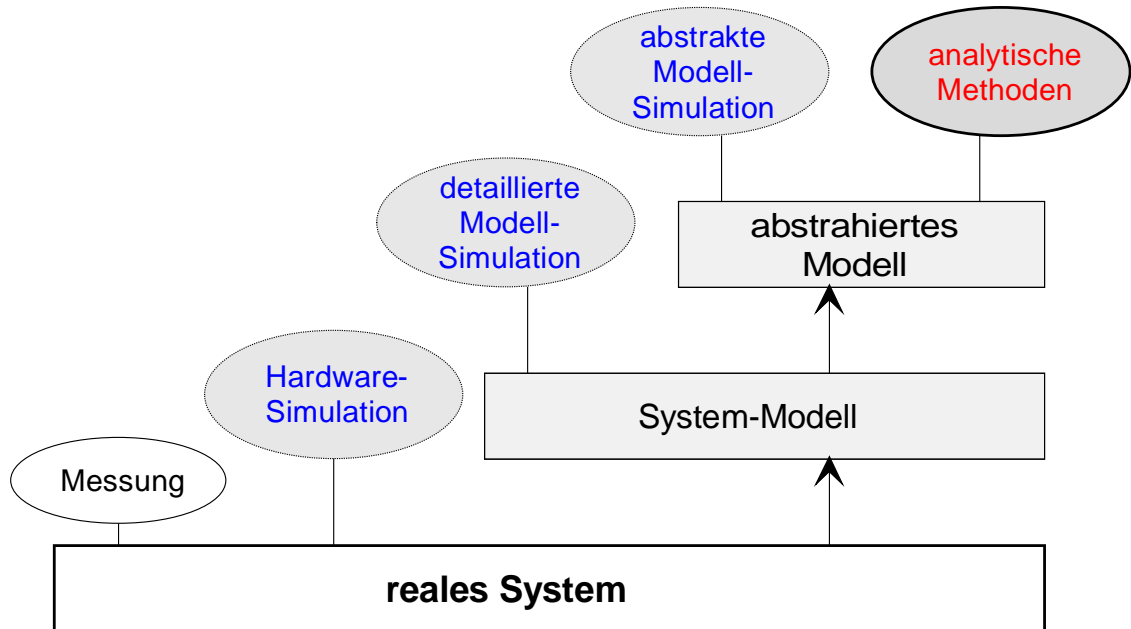 abstrakte
Modell-
Simulation
analytische
Methoden
detaillierte
Modell-
Simulation
abstrahiertes
Modell
Hardware-
Simulation
System-Modell
Messung
reales System